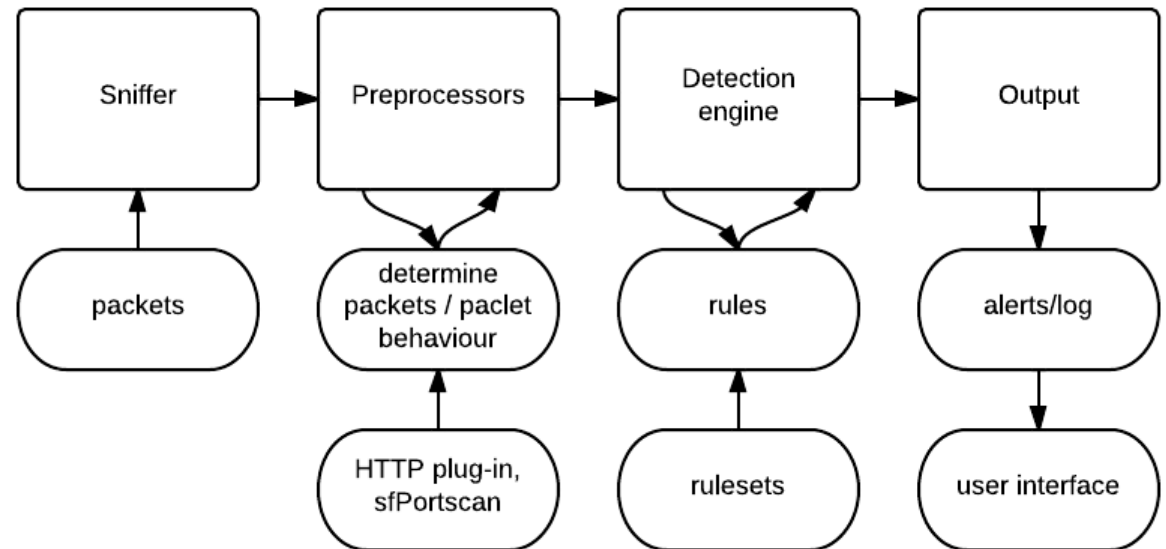 Sniffer
Preprocessors
Detection
engine
Output
packets
determine
packets / paclet
behaviour
rules
alerts/log
HTTP plug-in,
sfPortscan
rulesets
user interface